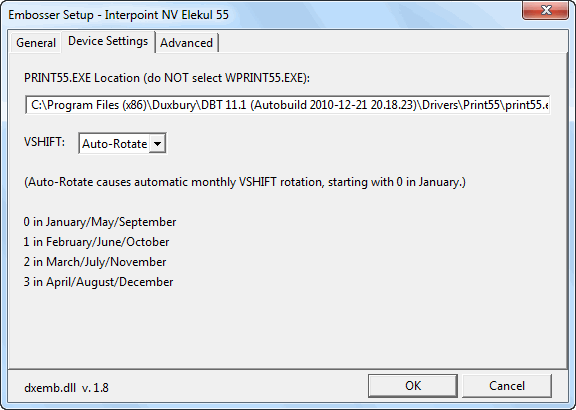 Embosser Setup - Interpoint NV Elekul 55
General Device Settings Advanced
PRINT55.EXE Location (do NOT select WPRINT55.EXE):
C:\Program Files (x86)\Duxbury\DBT 11.1 (Autobuild 2010-12-21 20.18.23)\Drivers\Print55\print55.e
VSHIFT: Auto-Rotate
(Auto-Rotate causes automatic monthly VSHIFT rotation, starting with 0 in January.)
0 in January/May/September
1 in February/June/October
2 in March/July/November
3 in April/August/December
dxemb.dll v. 1.8 OK Cancel